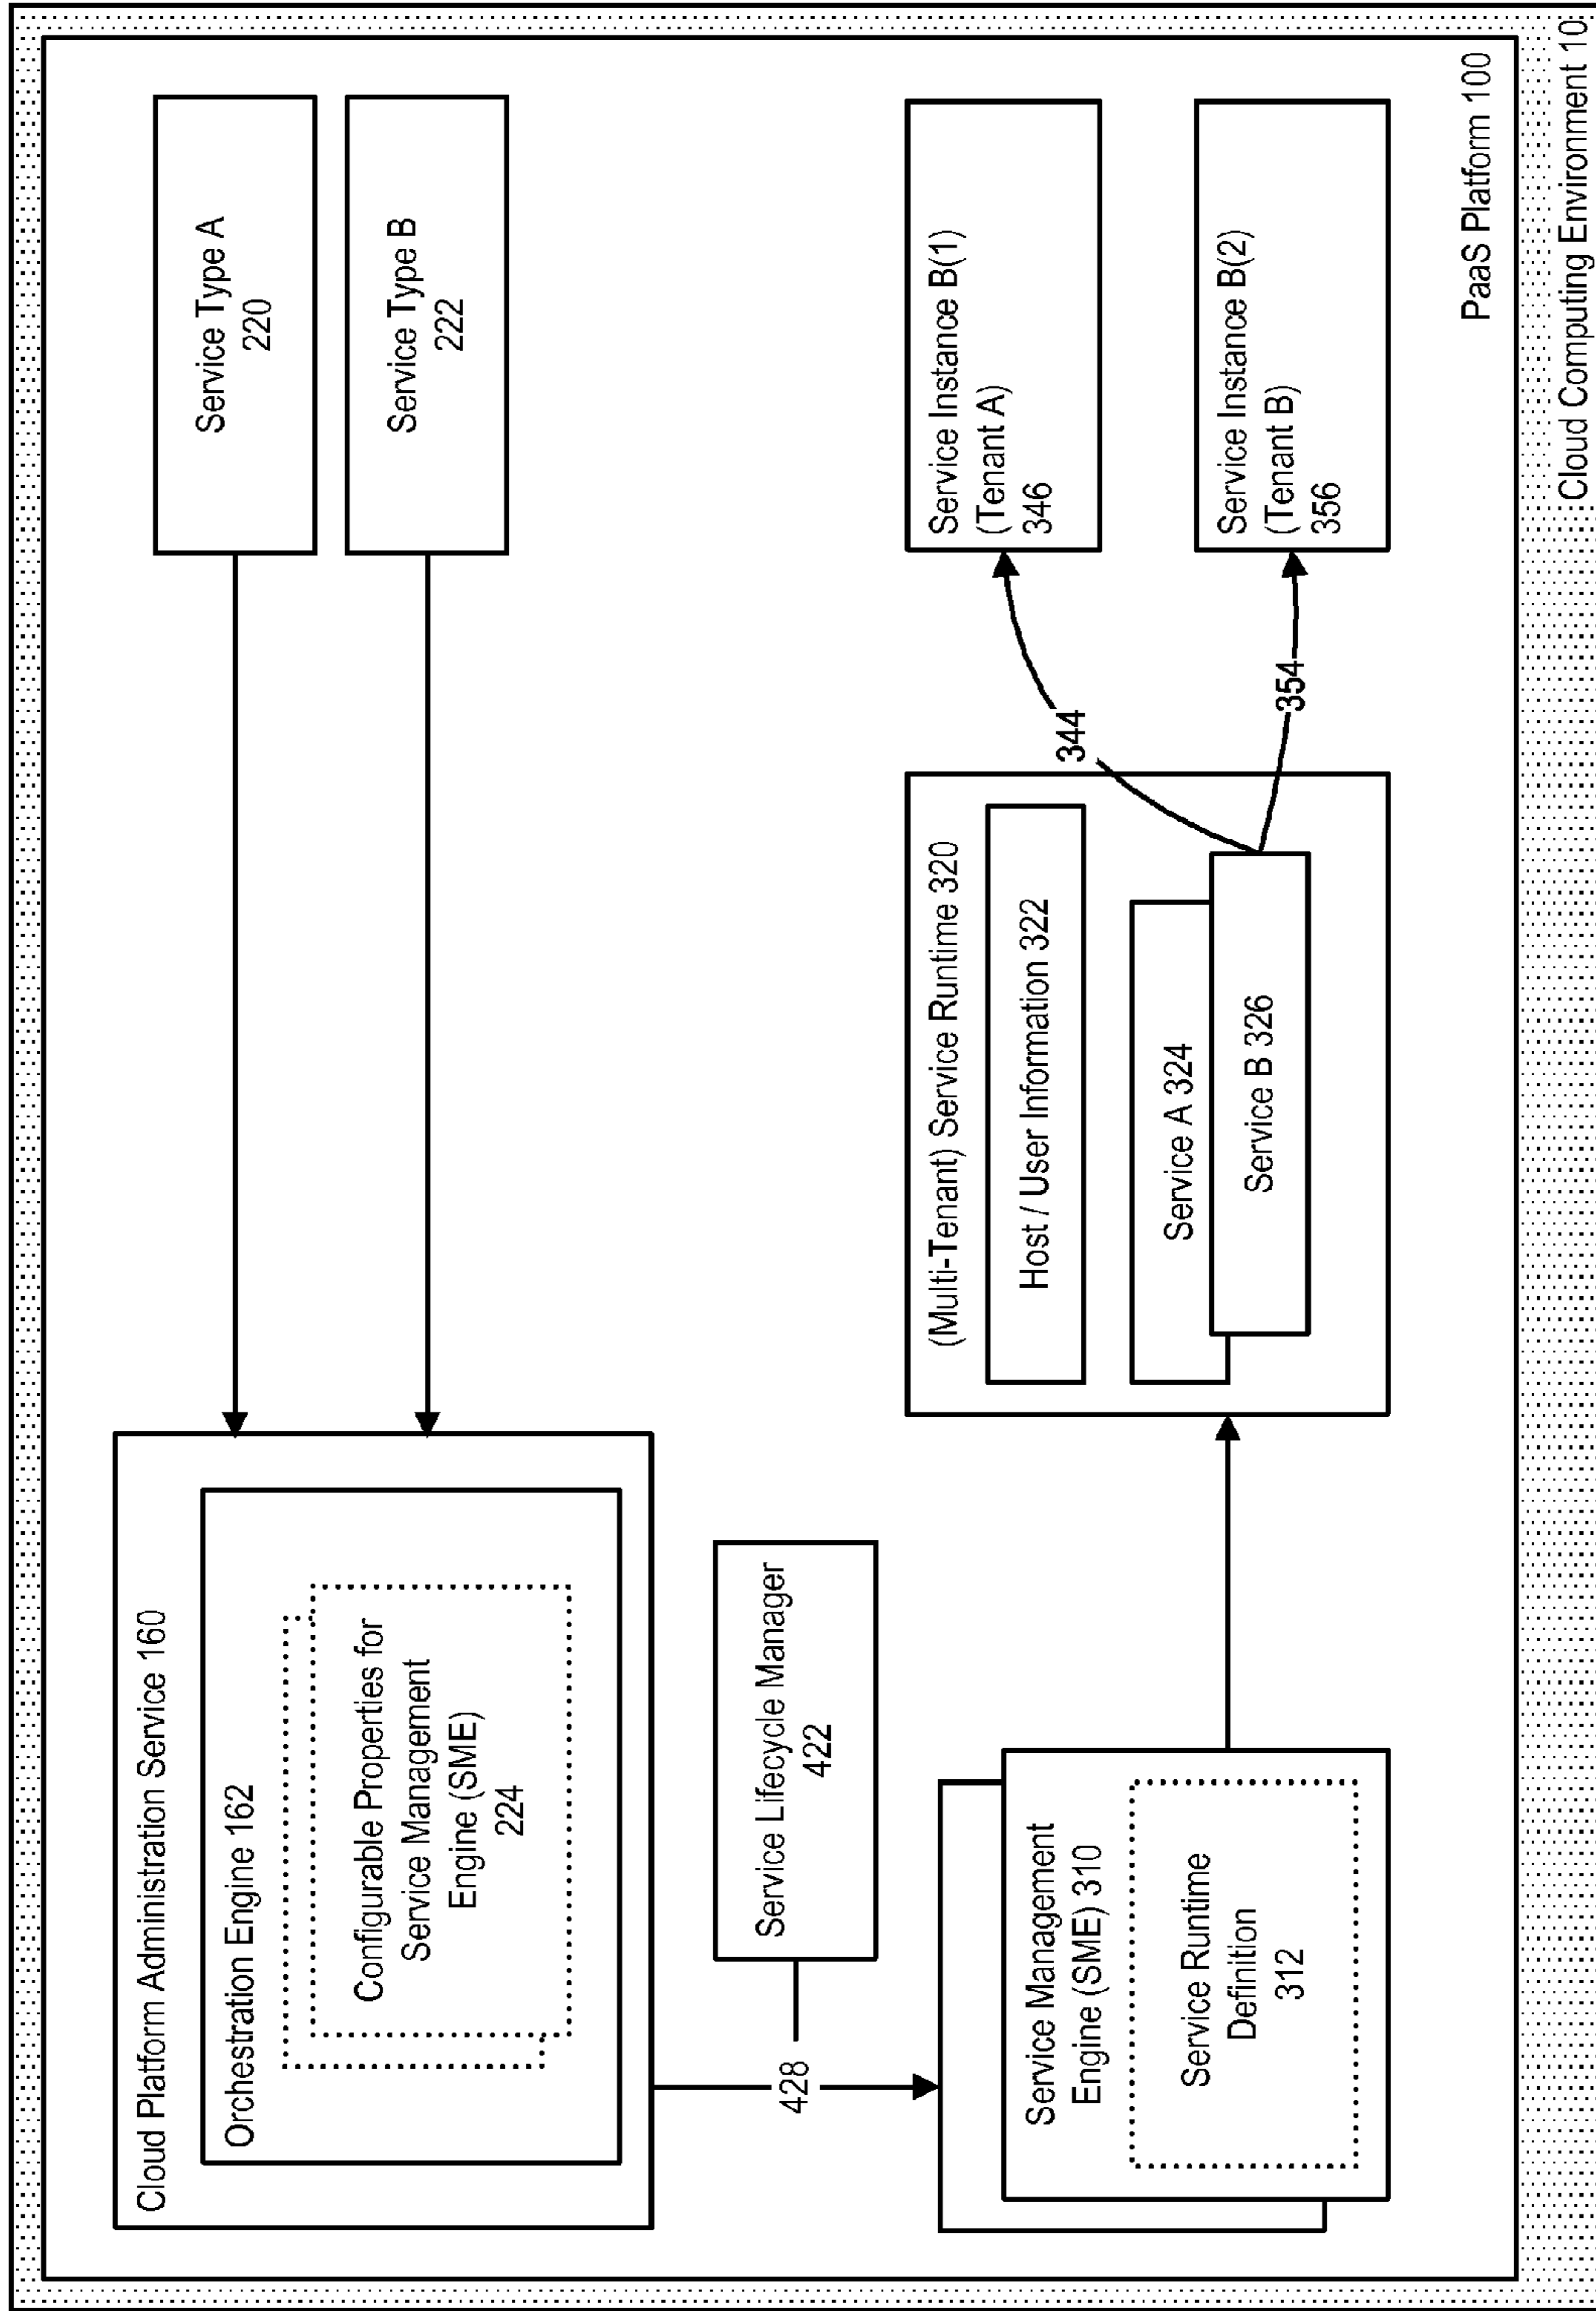 Cloud Platform Administration Service 160
Orchestration Engine 162
Configurable Properties for
Service Management
Engine (SME)
224
Service Type A
220
Service Type B
222
Service Lifecycle Manager
422
428
Service Management
Engine (SME) 310
Service Runtime
Definition
312
(Multi-Tenant) Service Runtime 320
Host / User Information 322
Service A 324
Service B 326
344
354
Service Instance B(1)
(Tenant A)
346
Service Instance B(2)
(Tenant B)
356
PaaS Platform 100
Cloud Computing Environment 10